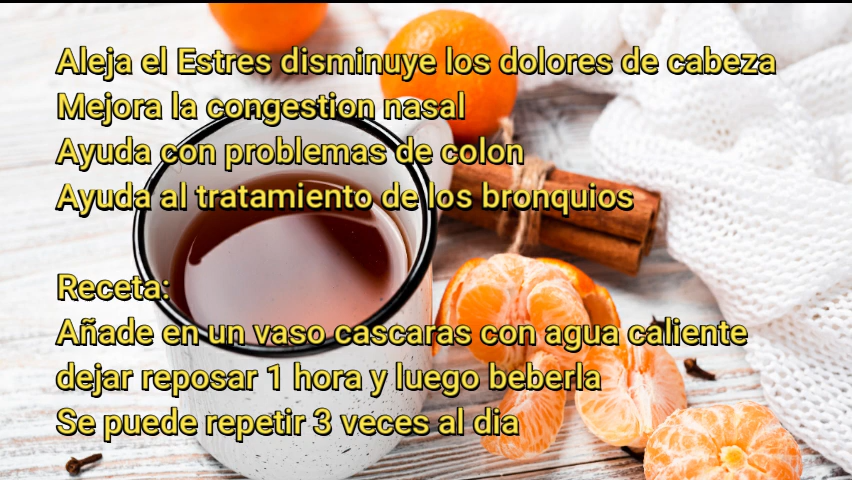 Aleja el Estres disminuye los dolores de cabeza
Mejora la congestion nasal
Ayuda con problemas de colon
Ayuda al tratamiento de los bronquios
Receta:
Añade en un vaso cascaras con agua caliente
dejar reposar 1 hora y luego beberla
Se puede repetir 3 veces al dia